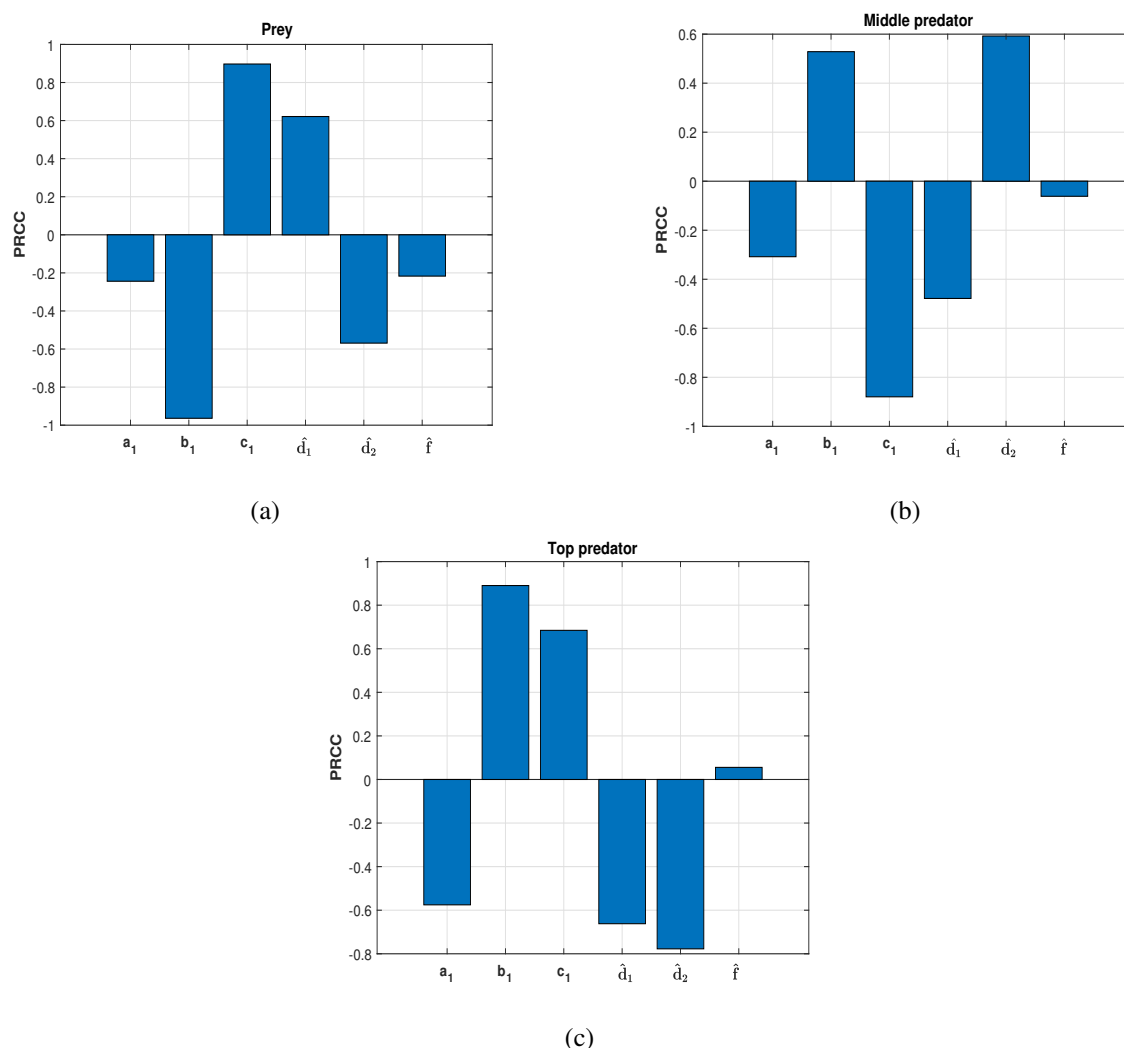 Prey
PRCC
1
0.8
0.6
0.4
0.2
0
-0.2
-0.4
-0.6
-0.8
-1
a₁ b₁ c₁ d̂₁ d̂₂ f̂
(a)
Middle predator
PRCC
0.6
0.4
0.2
0
-0.2
-0.4
-0.6
-0.8
-1
a₁ b₁ c₁ d̂₁ d̂₂ f̂
(b)
Top predator
PRCC
1
0.8
0.6
0.4
0.2
0
-0.2
-0.4
-0.6
-0.8
a₁ b₁ c₁ d̂₁ d̂₂ f̂
(c)